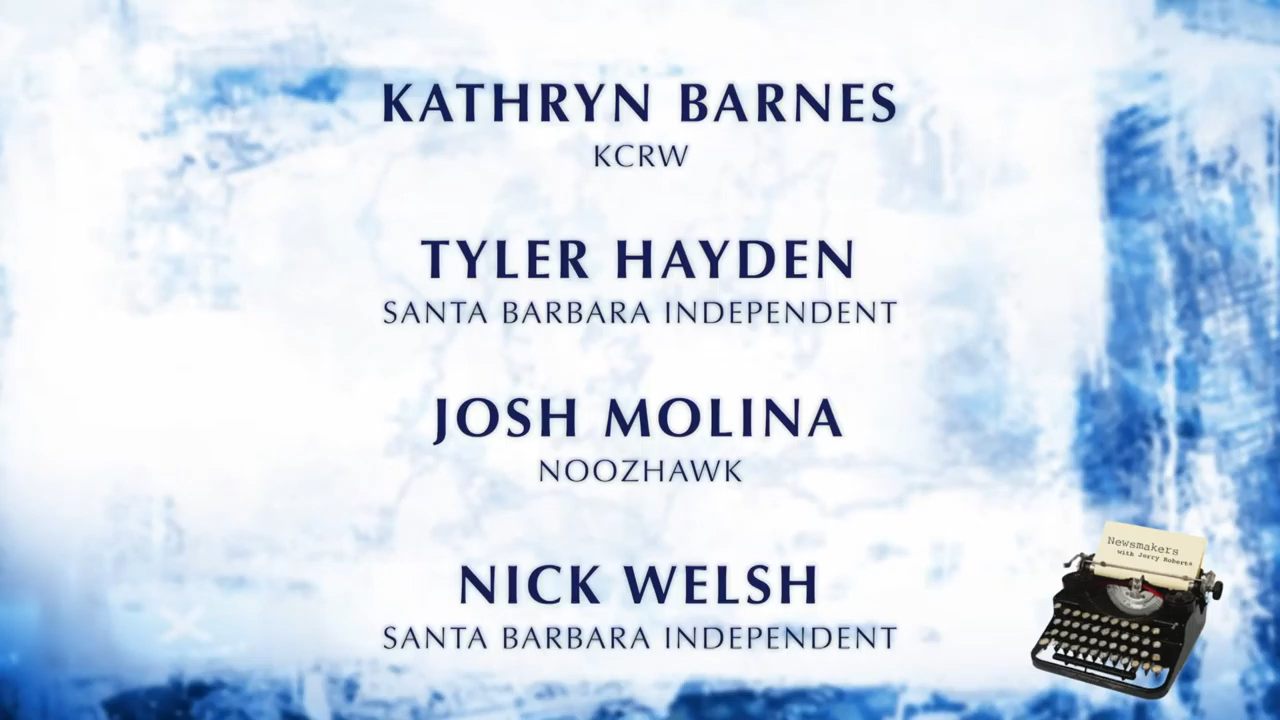 KATHRYN BARNES
KCRW
TYLER HAYDEN
SANTA BARBARA INDEPENDENT
JOSH MOLINA
NOOZHAWK
NICK WELSH
SANTA BARBARA INDEPENDENT
Newsmakers
with Jerry Roberts